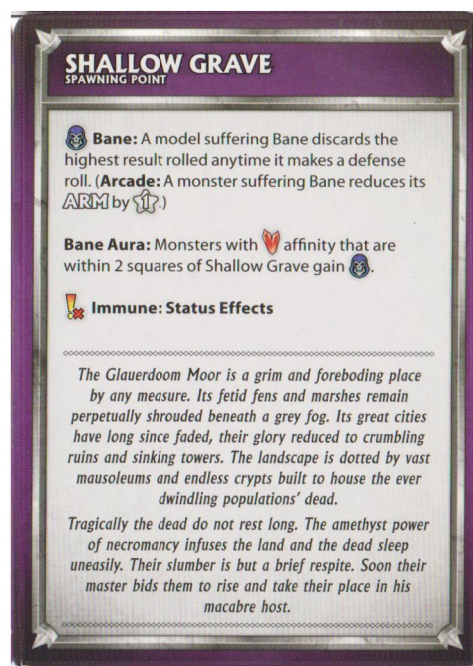 SHALLOW GRAVE
SPAWNING POINT
Bane: A model suffering Bane discards the
highest result rolled anytime it makes a defense
roll. (Arcade: A monster suffering Bane reduces its
ARM by 1.)
Bane Aura: Monsters with affinity that are
within 2 squares of Shallow Grave gain .
Immune: Status Effects
The Glauerdoom Moor is a grim and foreboding place
by any measure. Its fetid fens and marshes remain
perpetually shrouded beneath a grey fog. Its great cities
have long since faded, their glory reduced to crumbling
ruins and sinking towers. The landscape is dotted by vast
mausoleums and endless crypts built to house the ever
dwindling populations' dead.
Tragically the dead do not rest long. The amethyst power
of necromancy infuses the land and the dead sleep
uneasily. Their slumber is but a brief respite. Soon their
master bids them to rise and take their place in his
macabre host.